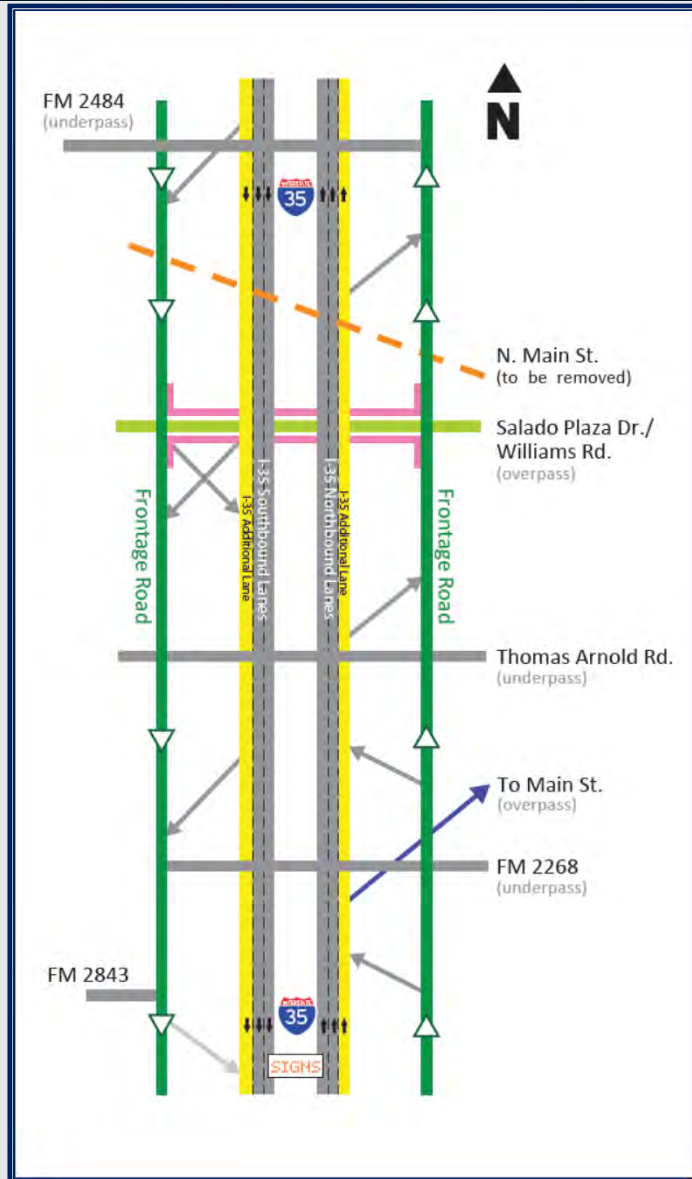 FM 2484
(underpass)
N
INTERSTATE
35
N. Main St.
(to be removed)
Salado Plaza Dr./
Williams Rd.
(overpass)
Frontage Road
I-35 Additional Lane
I-35 Southbound Lanes
I-35 Northbound Lanes
I-35 Additional Lane
Frontage Road
Thomas Arnold Rd.
(underpass)
To Main St.
(overpass)
FM 2268
(underpass)
FM 2843
INTERSTATE
35
SIGNS